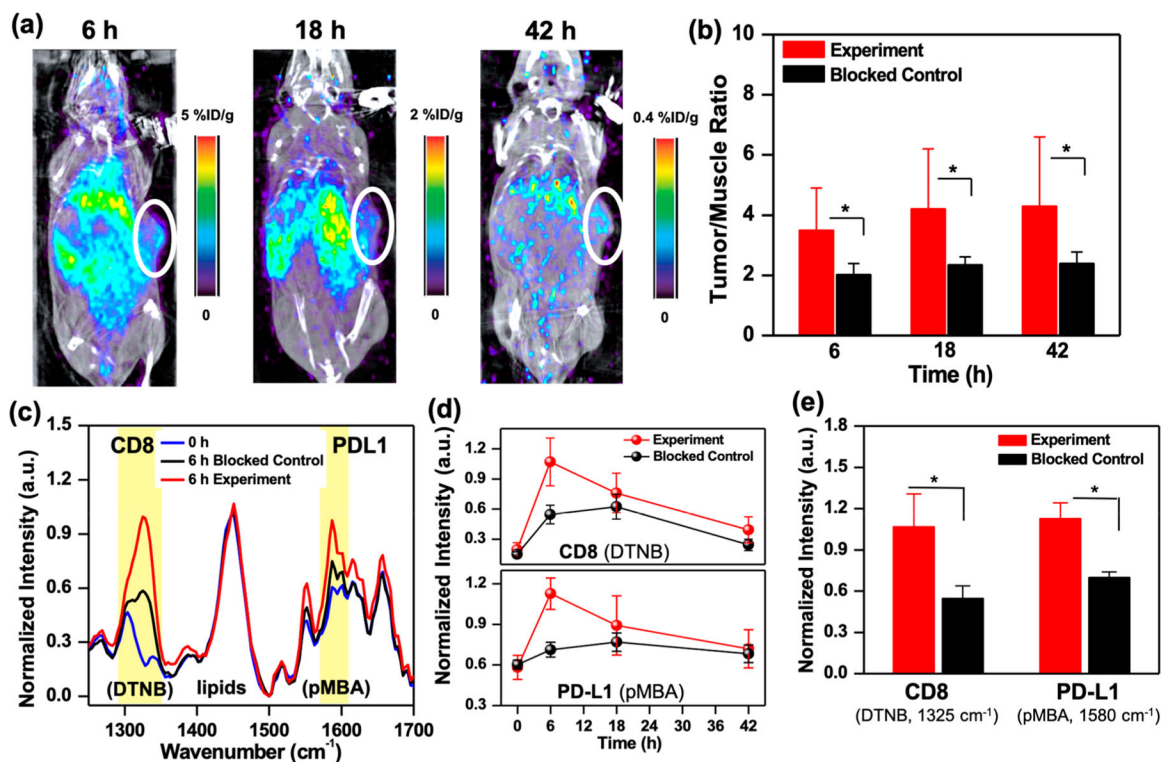 (a)
6 h
18 h
42 h
5 %ID/g
0
2 %ID/g
0
0.4 %ID/g
0
(b)
Tumor/Muscle Ratio
10
8
6
4
2
0
Experiment
Blocked Control
*
*
*
6
18
42
Time (h)
(c)
Normalized Intensity (a.u.)
1.5
1.2
0.9
0.6
0.3
0.0
CD8
PDL1
0 h
6 h Blocked Control
6 h Experiment
(DTNB)
lipids
(pMBA)
1300
1400
1500
1600
1700
Wavenumber (cm⁻¹)
(d)
Normalized Intensity (a.u.)
1.2
0.9
0.6
0.3
Experiment
Blocked Control
CD8 (DTNB)
1.2
0.9
0.6
0.3
PD-L1 (pMBA)
0
6
12
18
24
30
36
42
Time (h)
(e)
Normalized Intensity (a.u.)
1.8
1.5
1.2
0.9
0.6
0.3
0.0
Experiment
Blocked Control
*
*
CD8
(DTNB, 1325 cm⁻¹)
PD-L1
(pMBA, 1580 cm⁻¹)